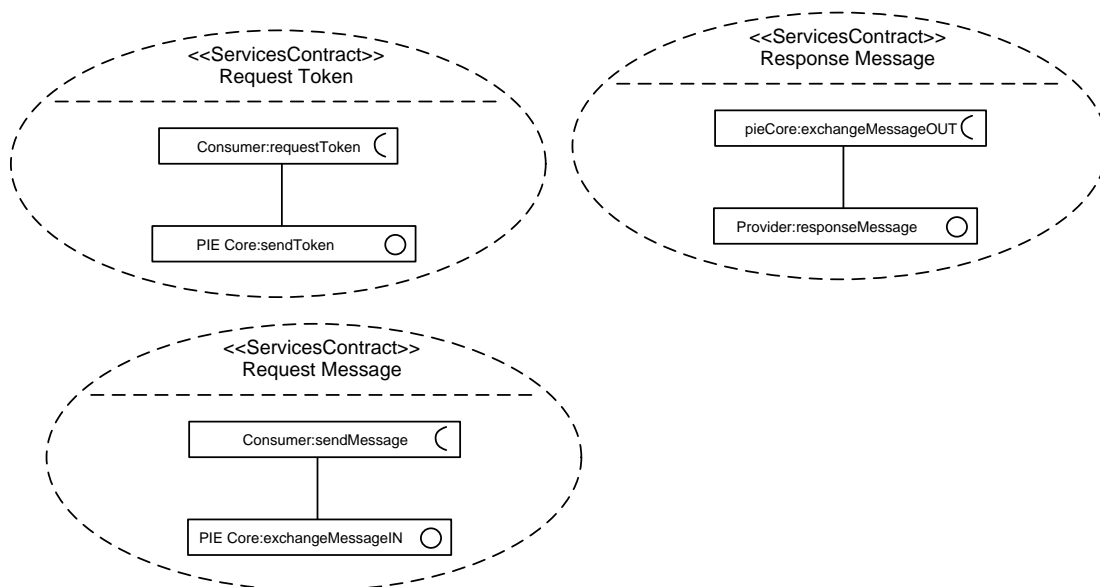 <<ServicesContract>>
Request Token
Consumer:requestToken
PIE Core:sendToken
<<ServicesContract>>
Response Message
pieCore:exchangeMessageOUT
Provider:responseMessage
<<ServicesContract>>
Request Message
Consumer:sendMessage
PIE Core:exchangeMessageIN